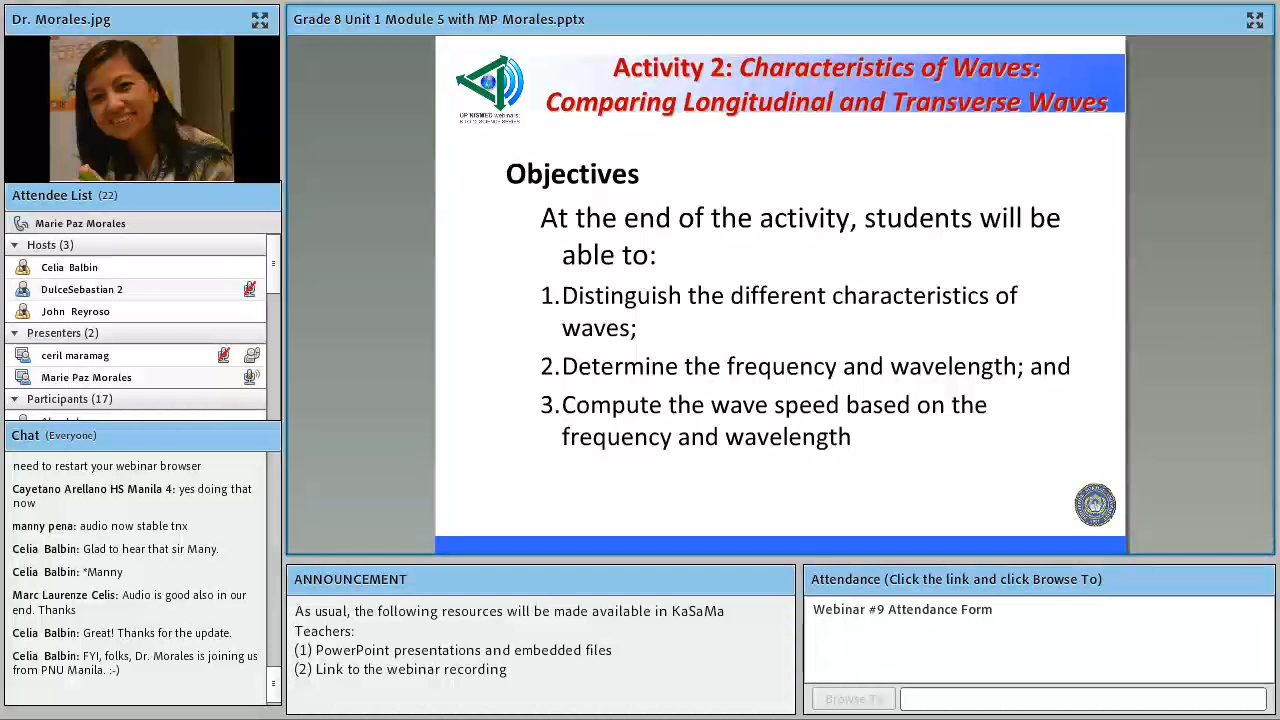 Dr. Morales.jpg
Attendee List (22)
Marie Paz Morales
Hosts (3)
Celia Balbin
DulceSebastian 2
John Reyroso
Presenters (2)
ceril maramag
Marie Paz Morales
Participants (17)
Chat (Everyone)
need to restart your webinar browser
Cayetano Arellano HS Manila 4: yes doing that
now
manny pena: audio now stable tnx
Celia Balbin: Glad to hear that sir Many.
Celia Balbin: *Manny
Marc Laurenze Celis: Audio is good also in our
end. Thanks
Celia Balbin: Great! Thanks for the update.
Celia Balbin: FYI, folks, Dr. Morales is joining us
from PNU Manila. :-)
Grade 8 Unit 1 Module 5 with MP Morales.pptx
UP NISMED webinars:
K TO 12 SCIENCE SERIES
Activity 2: Characteristics of Waves:
Comparing Longitudinal and Transverse Waves
Objectives
At the end of the activity, students will be
able to:
1.Distinguish the different characteristics of
waves;
2.Determine the frequency and wavelength; and
3.Compute the wave speed based on the
frequency and wavelength
ANNOUNCEMENT
As usual, the following resources will be made available in KaSaMa
Teachers:
(1) PowerPoint presentations and embedded files
(2) Link to the webinar recording
Attendance (Click the link and click Browse To)
Webinar #9 Attendance Form
Browse To